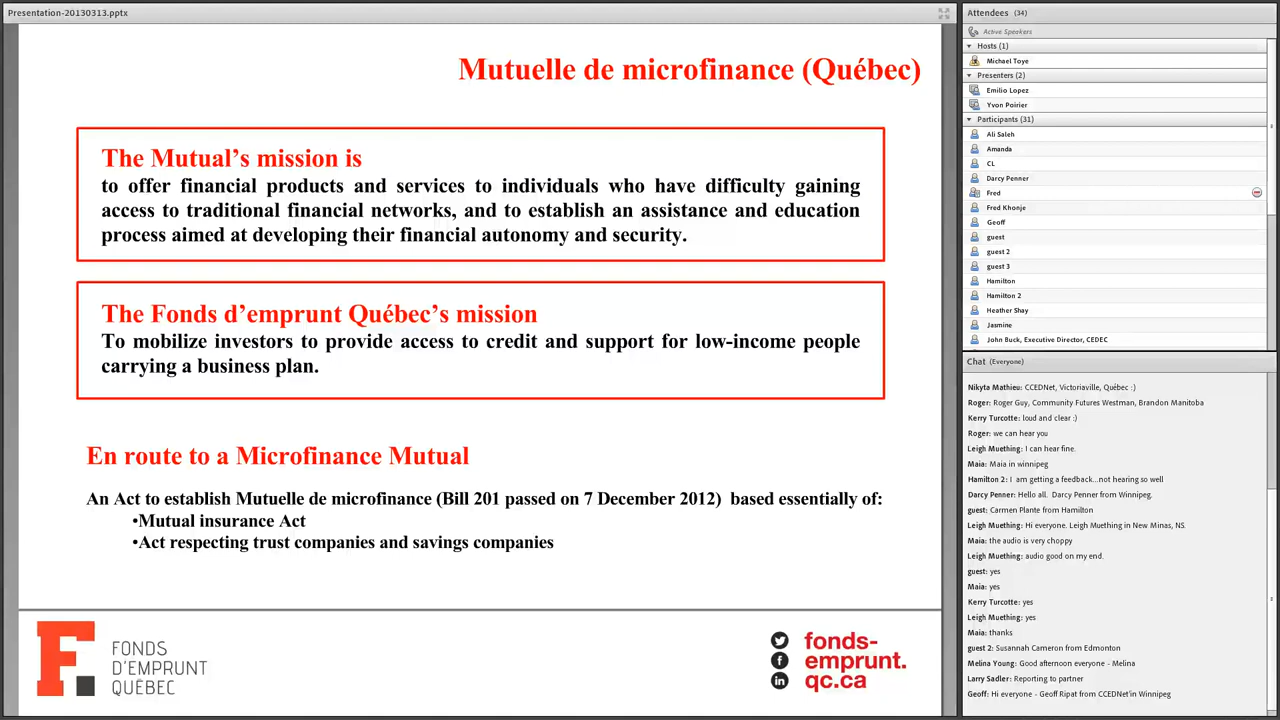 Presentation-20130313.pptx
Mutuelle de microfinance (Québec)
The Mutual's mission is
to offer financial products and services to individuals who have difficulty gaining
access to traditional financial networks, and to establish an assistance and education
process aimed at developing their financial autonomy and security.
The Fonds d'emprunt Québec's mission
To mobilize investors to provide access to credit and support for low-income people
carrying a business plan.
En route to a Microfinance Mutual
An Act to establish Mutuelle de microfinance (Bill 201 passed on 7 December 2012) based essentially of:
•Mutual insurance Act
•Act respecting trust companies and savings companies
FONDS
D'EMPRUNT
QUÉBEC
fonds-
emprunt.
qc.ca
Attendees (34)
Active Speakers
Hosts (1)
Michael Toye
Presenters (2)
Emilio Lopez
Yvon Poirier
Participants (31)
Ali Saleh
Amanda
CL
Darcy Penner
Fred
Fred Khonje
Geoff
guest
guest 2
guest 3
Hamilton
Hamilton 2
Heather Shay
Jasmine
John Buck, Executive Director, CEDEC
Chat (Everyone)
Nikyta Mathieu: CCEDNet, Victoriaville, Québec :)
Roger: Roger Guy, Community Futures Westman, Brandon Manitoba
Kerry Turcotte: loud and clear :)
Roger: we can hear you
Leigh Muething: I can hear fine.
Maia: Maia in winnipeg
Hamilton 2: I am getting a feedback...not hearing so well
Darcy Penner: Hello all. Darcy Penner from Winnipeg.
guest: Carmen Plante from Hamilton
Leigh Muething: Hi everyone. Leigh Muething in New Minas, NS.
Maia: the audio is very choppy
Leigh Muething: audio good on my end.
guest: yes
Maia: yes
Kerry Turcotte: yes
Leigh Muething: yes
Maia: thanks
guest 2: Susannah Cameron from Edmonton
Melina Young: Good afternoon everyone - Melina
Larry Sadler: Reporting to partner
Geoff: Hi everyone - Geoff Ripat from CCEDNet'in Winnipeg